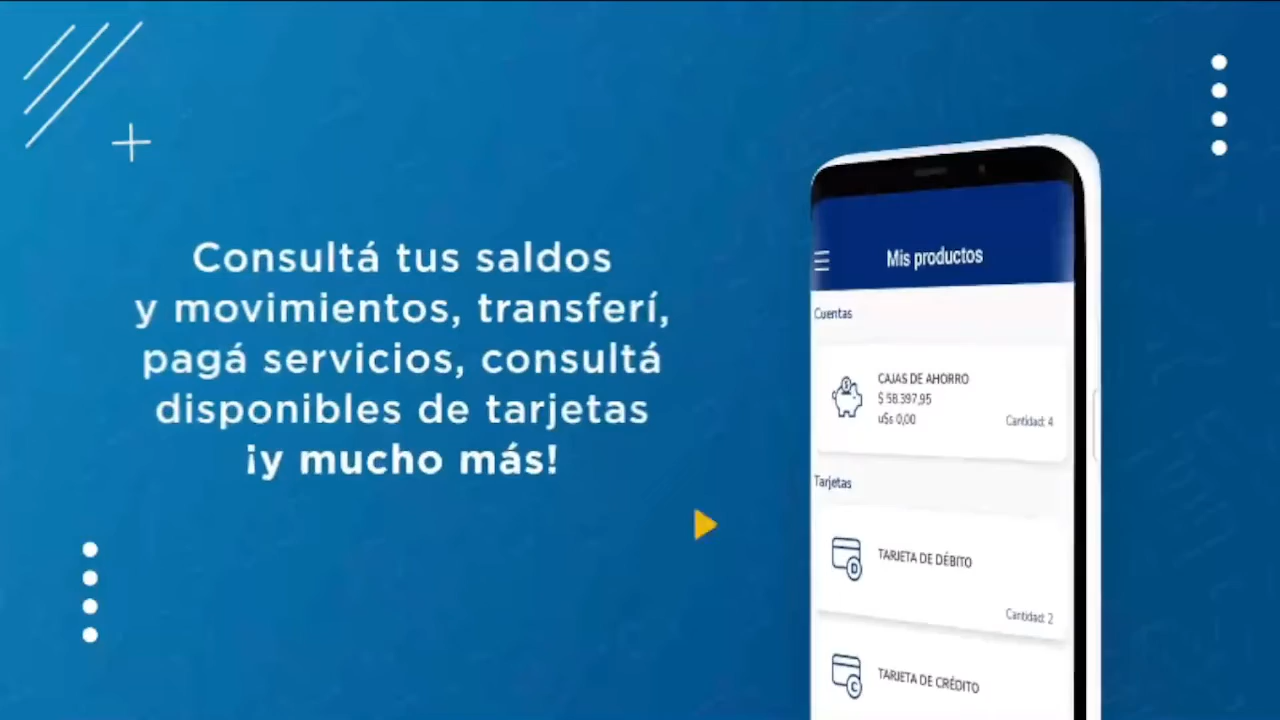 Consultá tus saldos
y movimientos, transferí,
pagá servicios, consultá
disponibles de tarjetas
¡y mucho más!
Mis productos
Cuentas
CAJAS DE AHORRO
$ 58.397,95
u$s 0,00
Cantidad: 4
Tarjetas
TARJETA DE DÉBITO
Cantidad: 2
TARJETA DE CRÉDITO